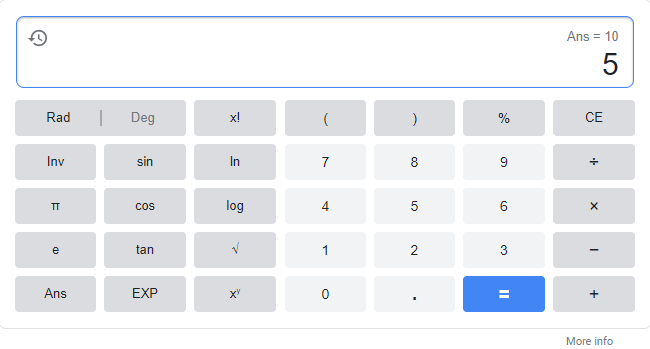 Ans = 10
5
Rad | Deg x! ( ) % CE
Inv sin ln 7 8 9 ÷
π cos log 4 5 6 ×
e tan √ 1 2 3 −
Ans EXP xʸ 0 . = +
More info